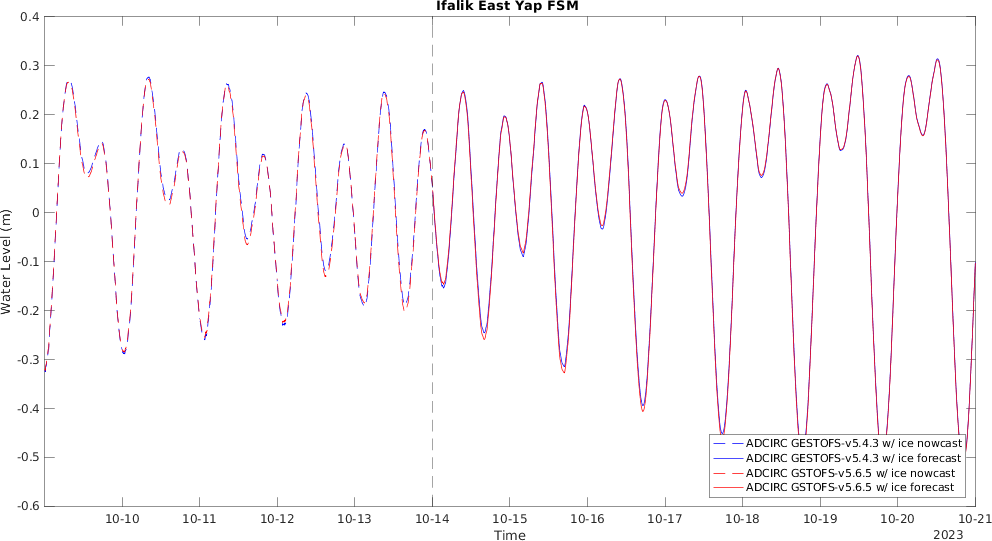 Ifalik East Yap FSM
0.4
0.3
0.2
0.1
0
-0.1
-0.2
-0.3
-0.4
-0.5
-0.6
Water Level (m)
ADCIRC GESTOFS-v5.4.3 w/ ice nowcast
ADCIRC GESTOFS-v5.4.3 w/ ice forecast
ADCIRC GSTOFS-v5.6.5 w/ ice nowcast
ADCIRC GSTOFS-v5.6.5 w/ ice forecast
10-10 10-11 10-12 10-13 10-14 10-15 10-16 10-17 10-18 10-19 10-20 10-21
Time
2023